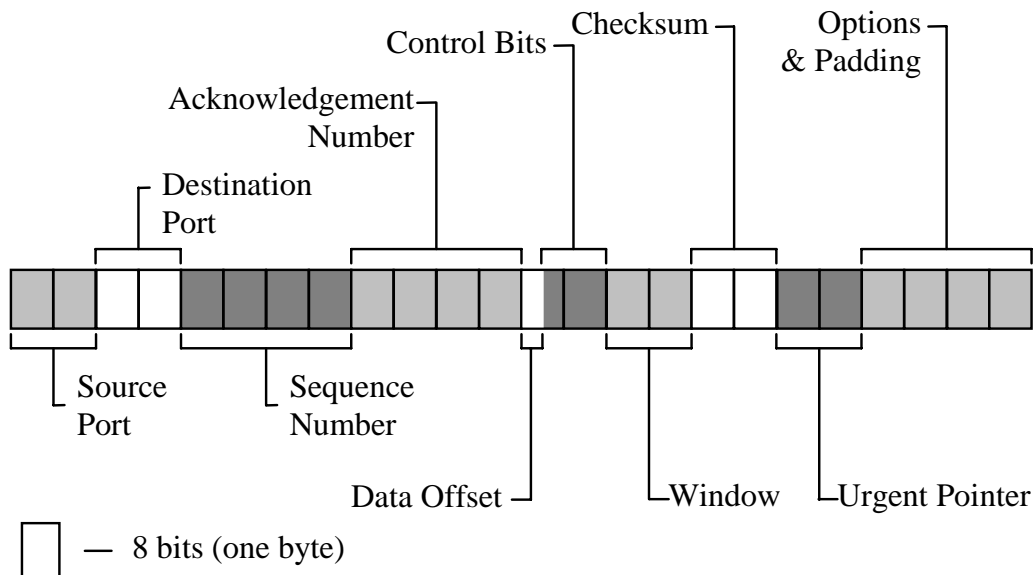 Control Bits
Checksum
Options
& Padding
Acknowledgement
Number
Destination
Port
Source
Port
Sequence
Number
Data Offset
Window
Urgent Pointer
— 8 bits (one byte)